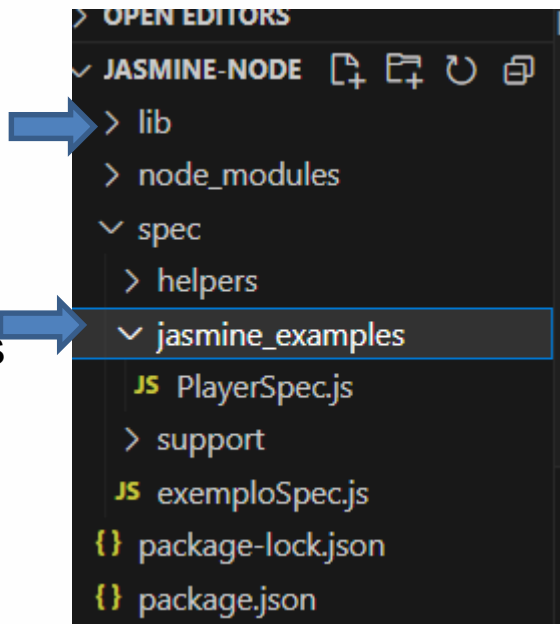 OPEN EDITORS
JASMINE-NODE
lib
node_modules
spec
helpers
jasmine_examples
s
JS PlayerSpec.js
support
JS exemploSpec.js
{} package-lock.json
{} package.json